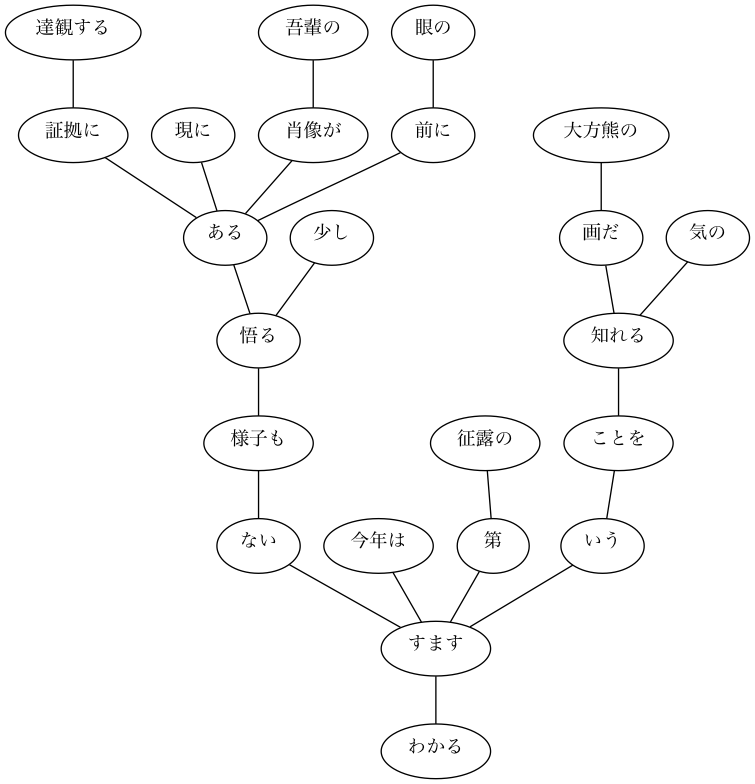 達観する 吾輩の 眼の
証拠に 現に 肖像が 前に 大方熊の
ある 少し 画だ 気の
悟る 知れる
様子も 征露の ことを
ない 今年は 第 いう
すます
わかる